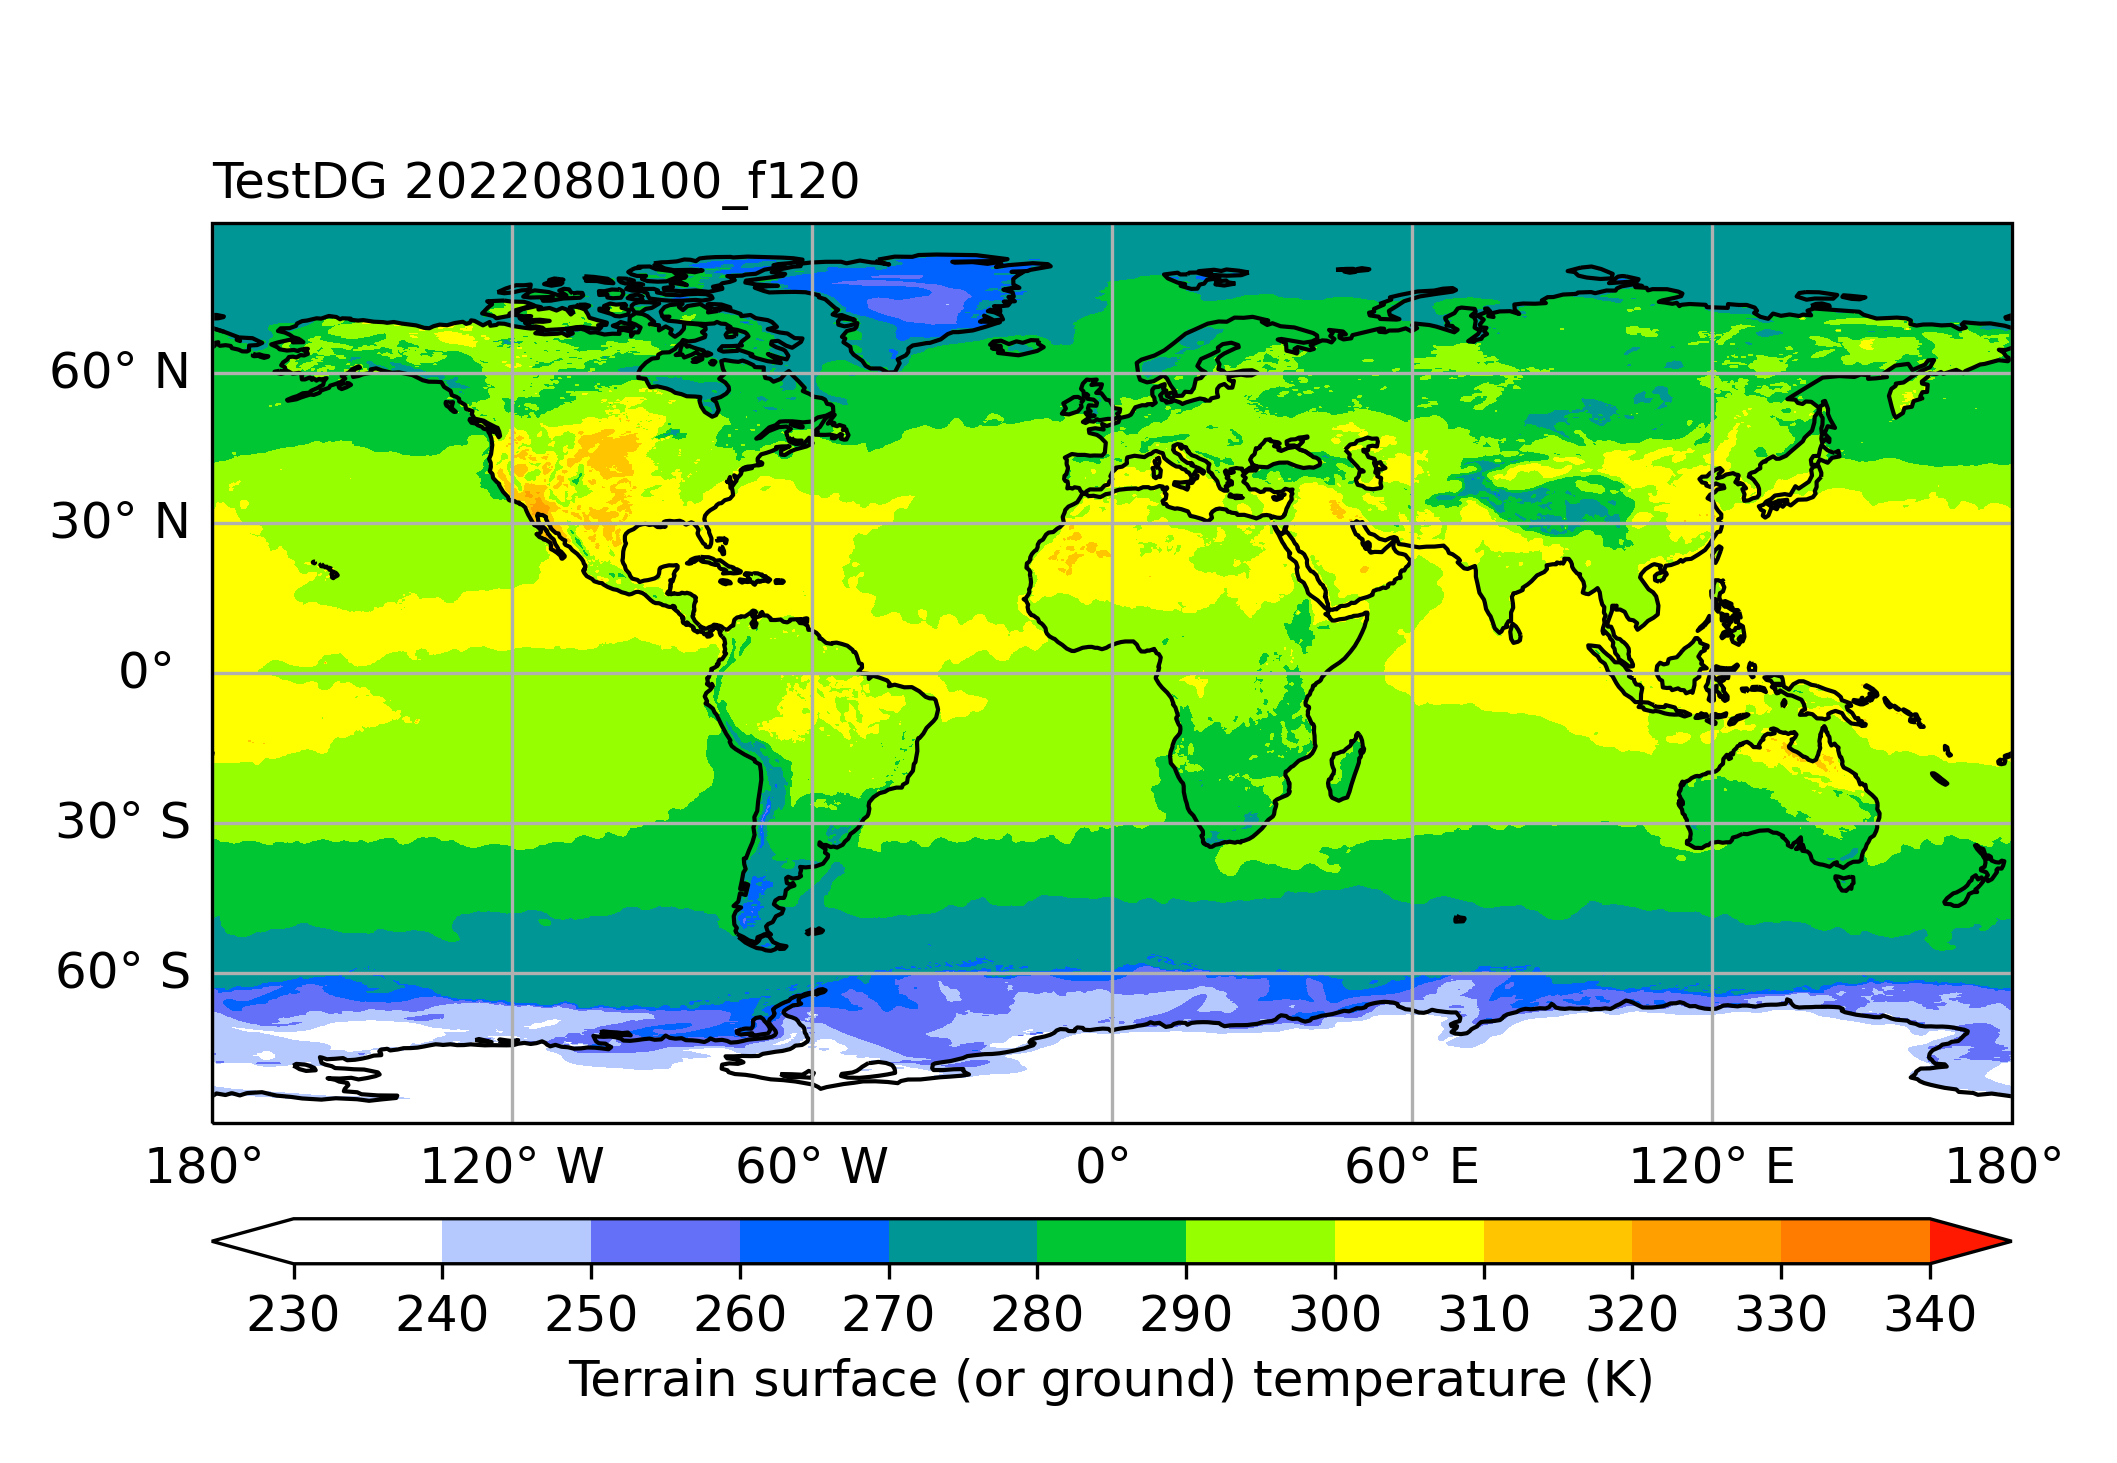 TestDG 2022080100_f120
60° N
30° N
0°
30° S
60° S
180° 120° W 60° W 0° 60° E 120° E 180°
230 240 250 260 270 280 290 300 310 320 330 340
Terrain surface (or ground) temperature (K)